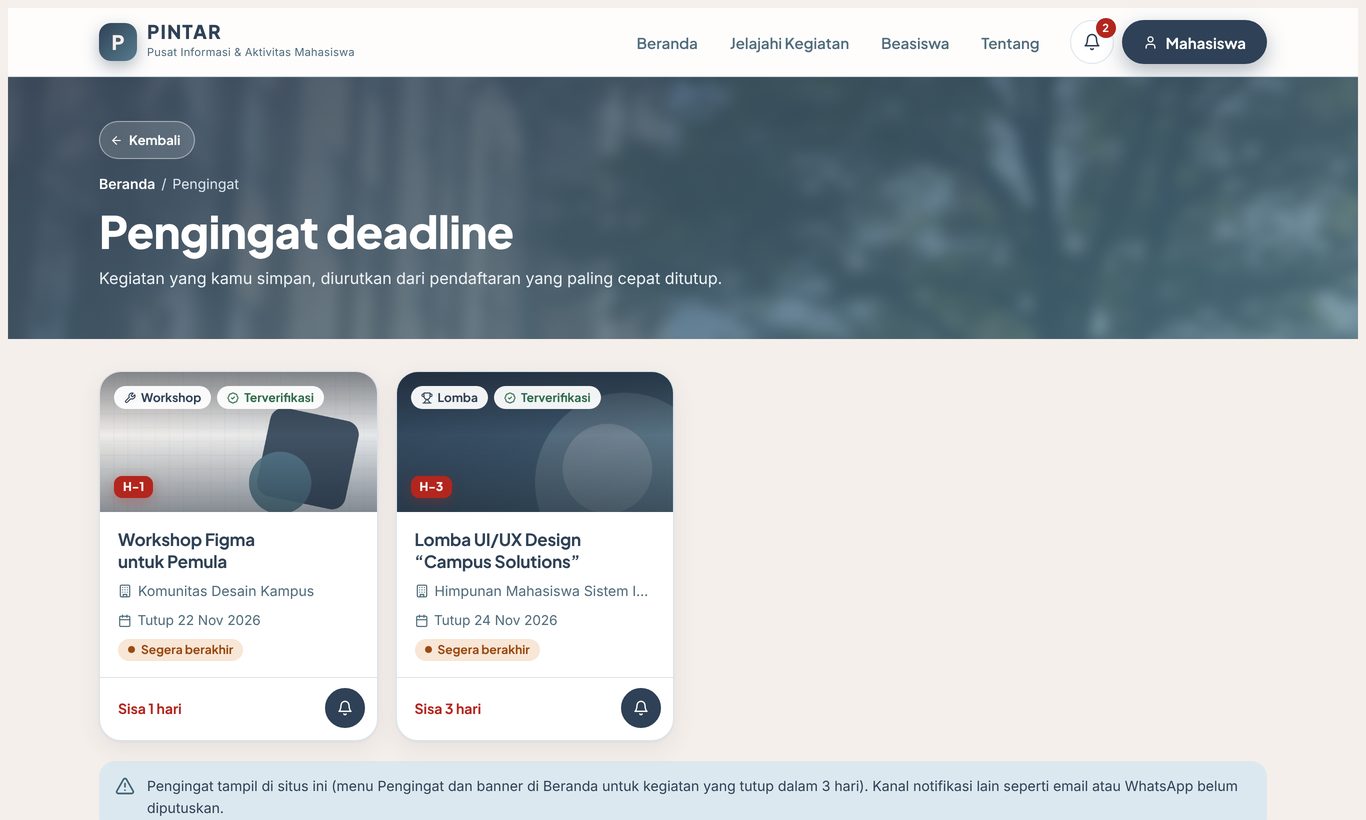 P
PINTAR
Pusat Informasi & Aktivitas Mahasiswa
Beranda
Jelajahi Kegiatan
Beasiswa
Tentang
2
Mahasiswa
Kembali
Beranda / Pengingat
Pengingat deadline
Kegiatan yang kamu simpan, diurutkan dari pendaftaran yang paling cepat ditutup.
Workshop
Terverifikasi
H-1
Workshop Figma
untuk Pemula
Komunitas Desain Kampus
Tutup 22 Nov 2026
Segera berakhir
Sisa 1 hari
Lomba
Terverifikasi
H-3
Lomba UI/UX Design
“Campus Solutions”
Himpunan Mahasiswa Sistem I...
Tutup 24 Nov 2026
Segera berakhir
Sisa 3 hari
Pengingat tampil di situs ini (menu Pengingat dan banner di Beranda untuk kegiatan yang tutup dalam 3 hari). Kanal notifikasi lain seperti email atau WhatsApp belum
diputuskan.